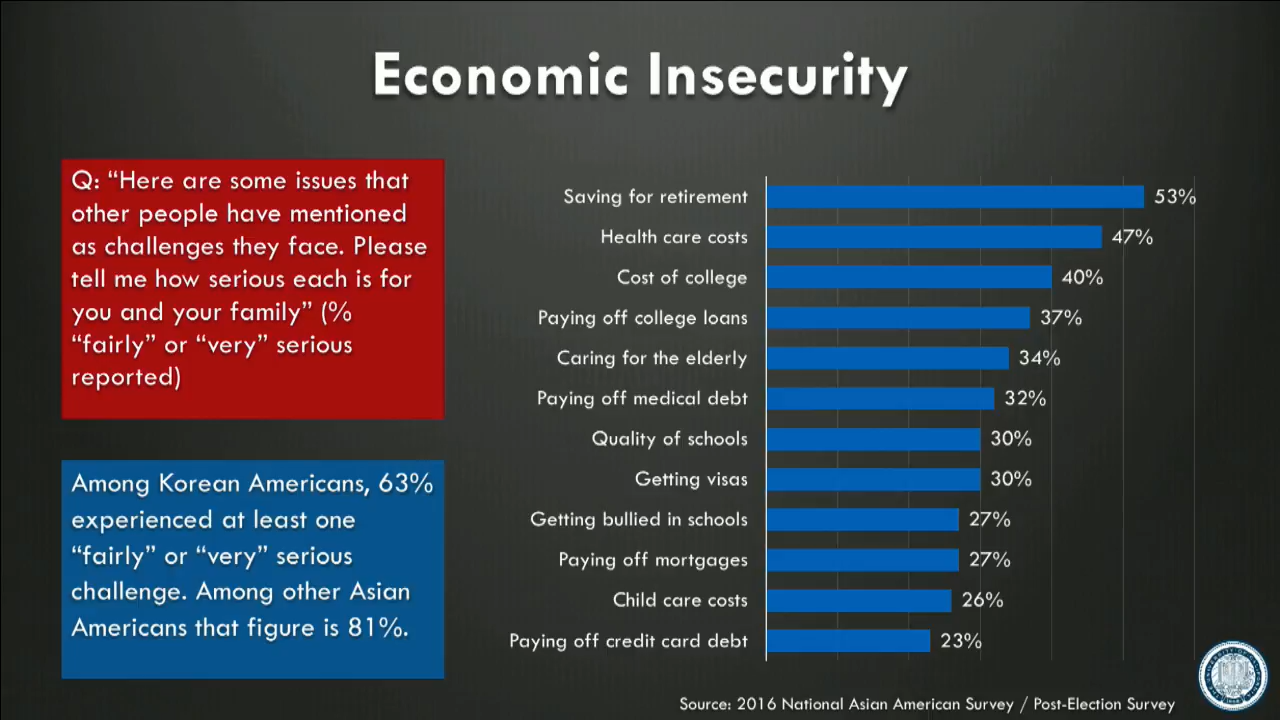 Economic Insecurity
Q: “Here are some issues that
other people have mentioned
as challenges they face. Please
tell me how serious each is for
you and your family” (%
“fairly” or “very” serious
reported)
Among Korean Americans, 63%
experienced at least one
“fairly” or “very” serious
challenge. Among other Asian
Americans that figure is 81%.
Saving for retirement 53%
Health care costs 47%
Cost of college 40%
Paying off college loans 37%
Caring for the elderly 34%
Paying off medical debt 32%
Quality of schools 30%
Getting visas 30%
Getting bullied in schools 27%
Paying off mortgages 27%
Child care costs 26%
Paying off credit card debt 23%
Source: 2016 National Asian American Survey / Post-Election Survey